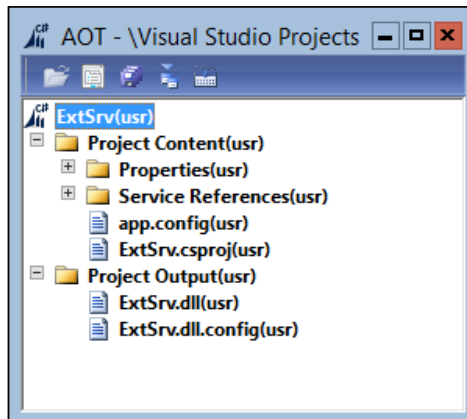 AOT - \Visual Studio Projects
ExtSrv(usr)
Project Content(usr)
Properties(usr)
Service References(usr)
app.config(usr)
ExtSrv.csproj(usr)
Project Output(usr)
ExtSrv.dll(usr)
ExtSrv.dll.config(usr)